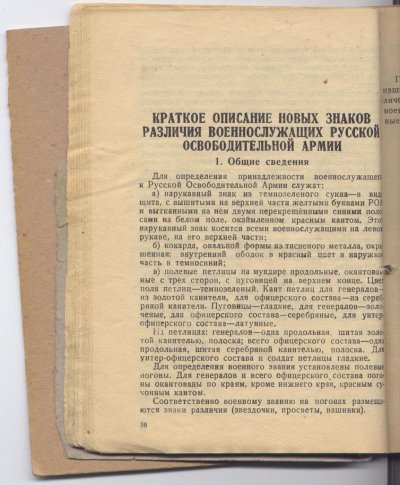 КРАТКОЕ ОПИСАНИЕ НОВЫХ ЗНАКОВ
РАЗЛИЧИЯ ВОЕННОСЛУЖАЩИХ РУССКОЙ
ОСВОБОДИТЕЛЬНОЙ АРМИИ
1. Общие сведения
Для определения принадлежности военнослужащег
к Русской Освободительной Армии служат:
а) нарукавный знак из темнозеленого сукна—в вид
щита, с вышитыми на верхней части желтыми буквами РОА
и вытканными на нём двумя перекрещёнными синими поло
сами на белом поле, окаймленном красным кантом. Это
нарукавный знак носится всеми военнослужащими на лево
рукаве, на его верхней части;
б) кокарда, овальной формы из тисненого металла, окра
шенная: внутренний ободок в красный цвет и наружна
часть в темносиний;
в) полевые петлицы на мундире продольные, окантован
ные с трех сторон, с пуговицей на верхнем конце. Цвет
поля петлиц—темнозеленый. Кант петлиц для генералов—
из золотой канители, для офицерского состава—из сереб
ряной канители. Пуговицы—гладкие, для генералов—золо
ченые, для офицерского состава—серебряные, для унтер-
офицерского состава—латунные.
На петлицах: генералов—одна продольная, шитая золо
той канителью, полоска; всего офицерского состава—одна
продольная, шитая серебряной канителью, полоска. Для
унтер-офицерского состава и солдат петлицы гладкие.
Для определения военного звания установлены полевые
погоны. Для генералов и всего офицерского состава пого-
ны окантованы по краям, кроме нижнего края, красным су-
конным кантом.
Соответственно военному званию на погонах размеща-
ются знаки различия (звездочки, просветы, нашивки).
36